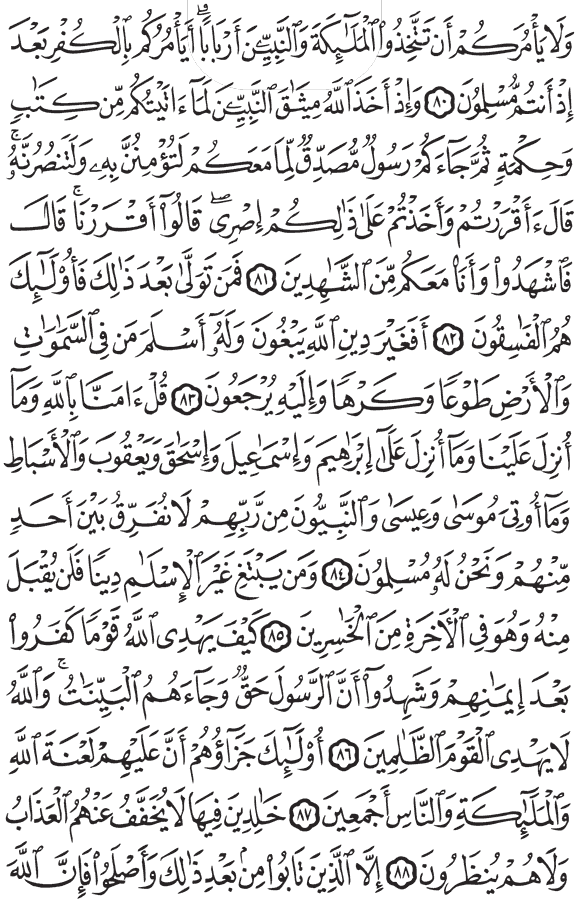 وَلَا يَأْمُرَكُمْ أَن تَتَّخِذُوا۟ ٱلْمَلَـٰٓئِكَةَ وَٱلنَّبِيِّـۧنَ أَرْبَابًا ۗ أَيَأْمُرُكُم بِٱلْكُفْرِ بَعْدَ
إِذْ أَنتُم مُّسْلِمُونَ ٨٠ وَإِذْ أَخَذَ ٱللَّهُ مِيثَـٰقَ ٱلنَّبِيِّـۧنَ لَمَآ ءَاتَيْتُكُم مِّن كِتَـٰبٍ
وَحِكْمَةٍ ثُمَّ جَآءَكُمْ رَسُولٌ مُّصَدِّقٌ لِّمَا مَعَكُمْ لَتُؤْمِنُنَّ بِهِۦ وَلَتَنصُرُنَّهُۥ ۚ
قَالَ ءَأَقْرَرْتُمْ وَأَخَذْتُمْ عَلَىٰ ذَٰلِكُمْ إِصْرِى ۖ قَالُوٓا۟ أَقْرَرْنَا ۚ قَالَ
فَٱشْهَدُوا۟ وَأَنَا۠ مَعَكُم مِّنَ ٱلشَّـٰهِدِينَ ٨١ فَمَن تَوَلَّىٰ بَعْدَ ذَٰلِكَ فَأُو۟لَـٰٓئِكَ
هُمُ ٱلْفَـٰسِقُونَ ٨٢ أَفَغَيْرَ دِينِ ٱللَّهِ يَبْغُونَ وَلَهُۥٓ أَسْلَمَ مَن فِى ٱلسَّمَـٰوَٰتِ
وَٱلْأَرْضِ طَوْعًا وَكَرْهًا وَإِلَيْهِ يُرْجَعُونَ ٨٣ قُلْ ءَامَنَّا بِٱللَّهِ وَمَآ
أُنزِلَ عَلَيْنَا وَمَآ أُنزِلَ عَلَىٰٓ إِبْرَٰهِيمَ وَإِسْمَـٰعِيلَ وَإِسْحَـٰقَ وَيَعْقُوبَ وَٱلْأَسْبَاطِ
وَمَآ أُوتِىَ مُوسَىٰ وَعِيسَىٰ وَٱلنَّبِيُّونَ مِن رَّبِّهِمْ لَا نُفَرِّقُ بَيْنَ أَحَدٍ
مِّنْهُمْ وَنَحْنُ لَهُۥ مُسْلِمُونَ ٨٤ وَمَن يَبْتَغِ غَيْرَ ٱلْإِسْلَـٰمِ دِينًا فَلَن يُقْبَلَ
مِنْهُ وَهُوَ فِى ٱلْـَٔاخِرَةِ مِنَ ٱلْخَـٰسِرِينَ ٨٥ كَيْفَ يَهْدِى ٱللَّهُ قَوْمًا كَفَرُوا۟
بَعْدَ إِيمَـٰنِهِمْ وَشَهِدُوٓا۟ أَنَّ ٱلرَّسُولَ حَقٌّ وَجَآءَهُمُ ٱلْبَيِّنَـٰتُ ۚ وَٱللَّهُ
لَا يَهْدِى ٱلْقَوْمَ ٱلظَّـٰلِمِينَ ٨٦ أُو۟لَـٰٓئِكَ جَزَآؤُهُمْ أَنَّ عَلَيْهِمْ لَعْنَةَ ٱللَّهِ
وَٱلْمَلَـٰٓئِكَةِ وَٱلنَّاسِ أَجْمَعِينَ ٨٧ خَـٰلِدِينَ فِيهَا لَا يُخَفَّفُ عَنْهُمُ ٱلْعَذَابُ
وَلَا هُمْ يُنظَرُونَ ٨٨ إِلَّا ٱلَّذِينَ تَابُوا۟ مِنۢ بَعْدِ ذَٰلِكَ وَأَصْلَحُوا۟ فَإِنَّ ٱللَّهَ